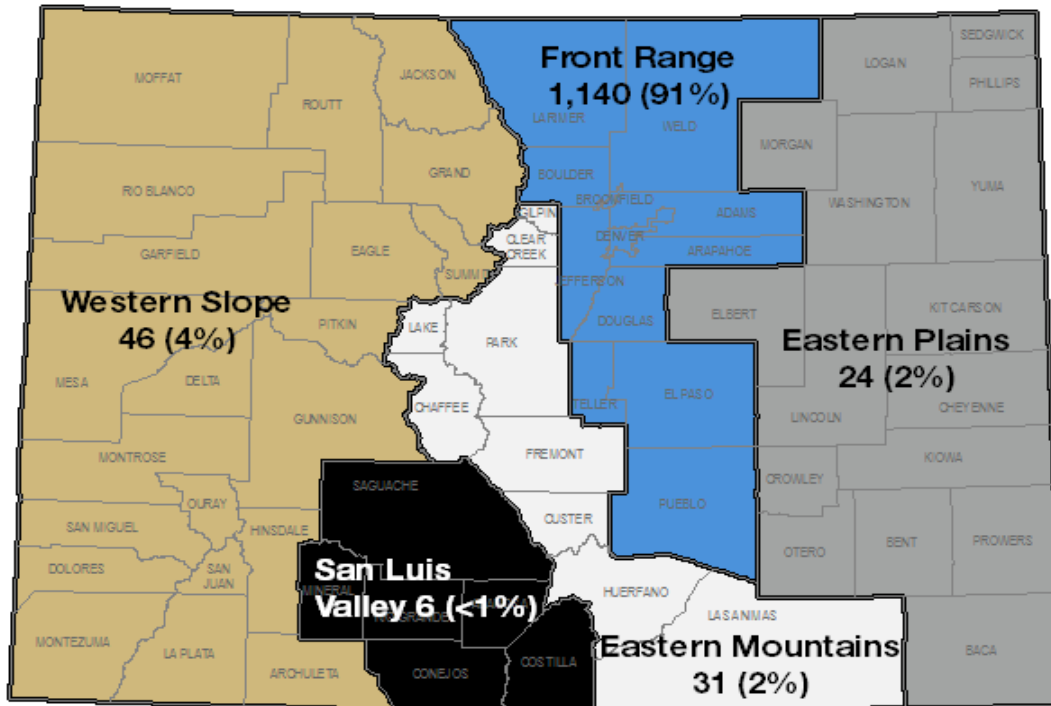 SEDGWICK
LOGAN
Front Range
1,140 (91%)
JACKSON
MOFFAT
PHILLIPS
ROUTT
LARIMER
WELD
MORGAN
GRAND
BOULDER
RIO BLANCO
YUMA
BROOMFIELD
WASHINGTON
GILPIN
ADAMS
CLEAR
CREEK
DENVER
EAGLE
ARAPAHOE
GARFIELD
SUMM
JEFFERSON
Western Slope
46 (4%)
KIT CARSON
ELBERT
PITKIN
LAKE
DOUGLAS
PARK
Eastern Plains
24 (2%)
MESA
DELTA
EL PASO
TELLER
CHAFFEE
CHEYENNE
LINCOLN
GUNNISON
FREMONT
MONTROSE
KIOWA
CROWLEY
SAGUACHE
OURAY
PUEBLO
CUSTER
SAN MIGUEL
HINSDALE
PROWERS
BENT
OTERO
DOLORES
SAN
JUAN
San Luis
Valley 6 (<1%)
MINERAL
RIO GRANDE
HUERFANO
LAS ANIMAS
MONTEZUMA
LA PLATA
Eastern Mountains
31 (2%)
BACA
COSTILLA
ARCHULETA
CONEJOS